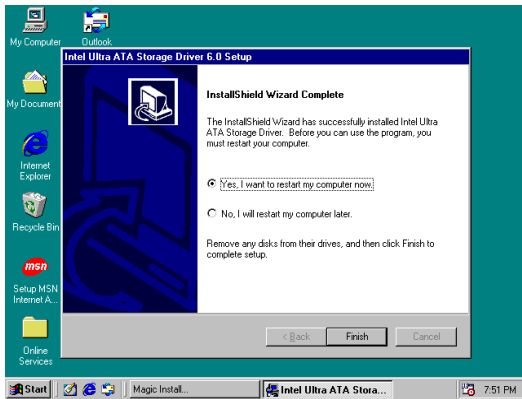 My Computer
Outlook
My Document
Internet
Explorer
Recycle Bin
msn
Setup MSN
Internet A...
Online
Services
Intel Ultra ATA Storage Driver 6.0 Setup
InstallShield Wizard Complete
The InstallShield Wizard has successfully installed Intel Ultra
ATA Storage Driver. Before you can use the program, you
must restart your computer.
Yes, I want to restart my computer now.
No, I will restart my computer later.
Remove any disks from their drives, and then click Finish to
complete setup.
< Back
Finish
Cancel
Start
Magic Install...
Intel Ultra ATA Stora...
7:51 PM